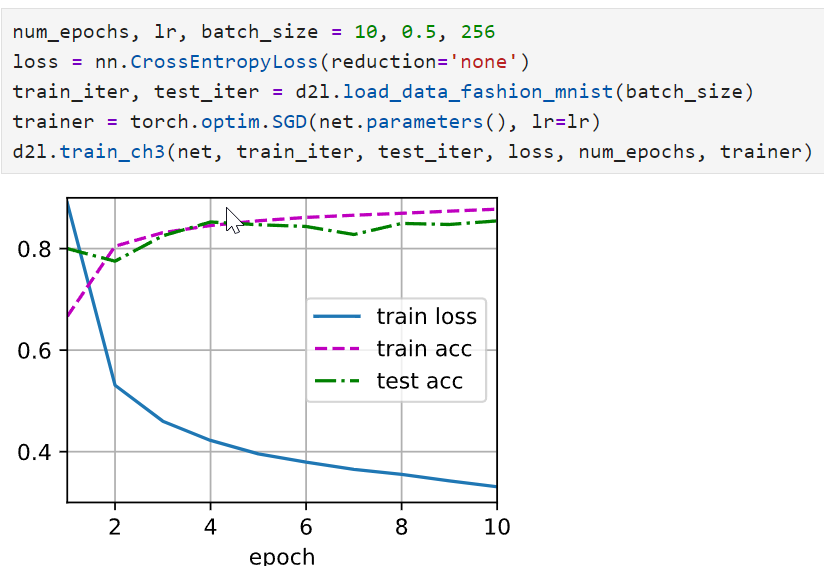 num_epochs, lr, batch_size = 10, 0.5, 256
loss = nn.CrossEntropyLoss(reduction='none')
train_iter, test_iter = d2l.load_data_fashion_mnist(batch_size)
trainer = torch.optim.SGD(net.parameters(), lr=lr)
d2l.train_ch3(net, train_iter, test_iter, loss, num_epochs, trainer)
0.8
0.6
0.4
train loss
train acc
test acc
2 4 6 8 10
epoch